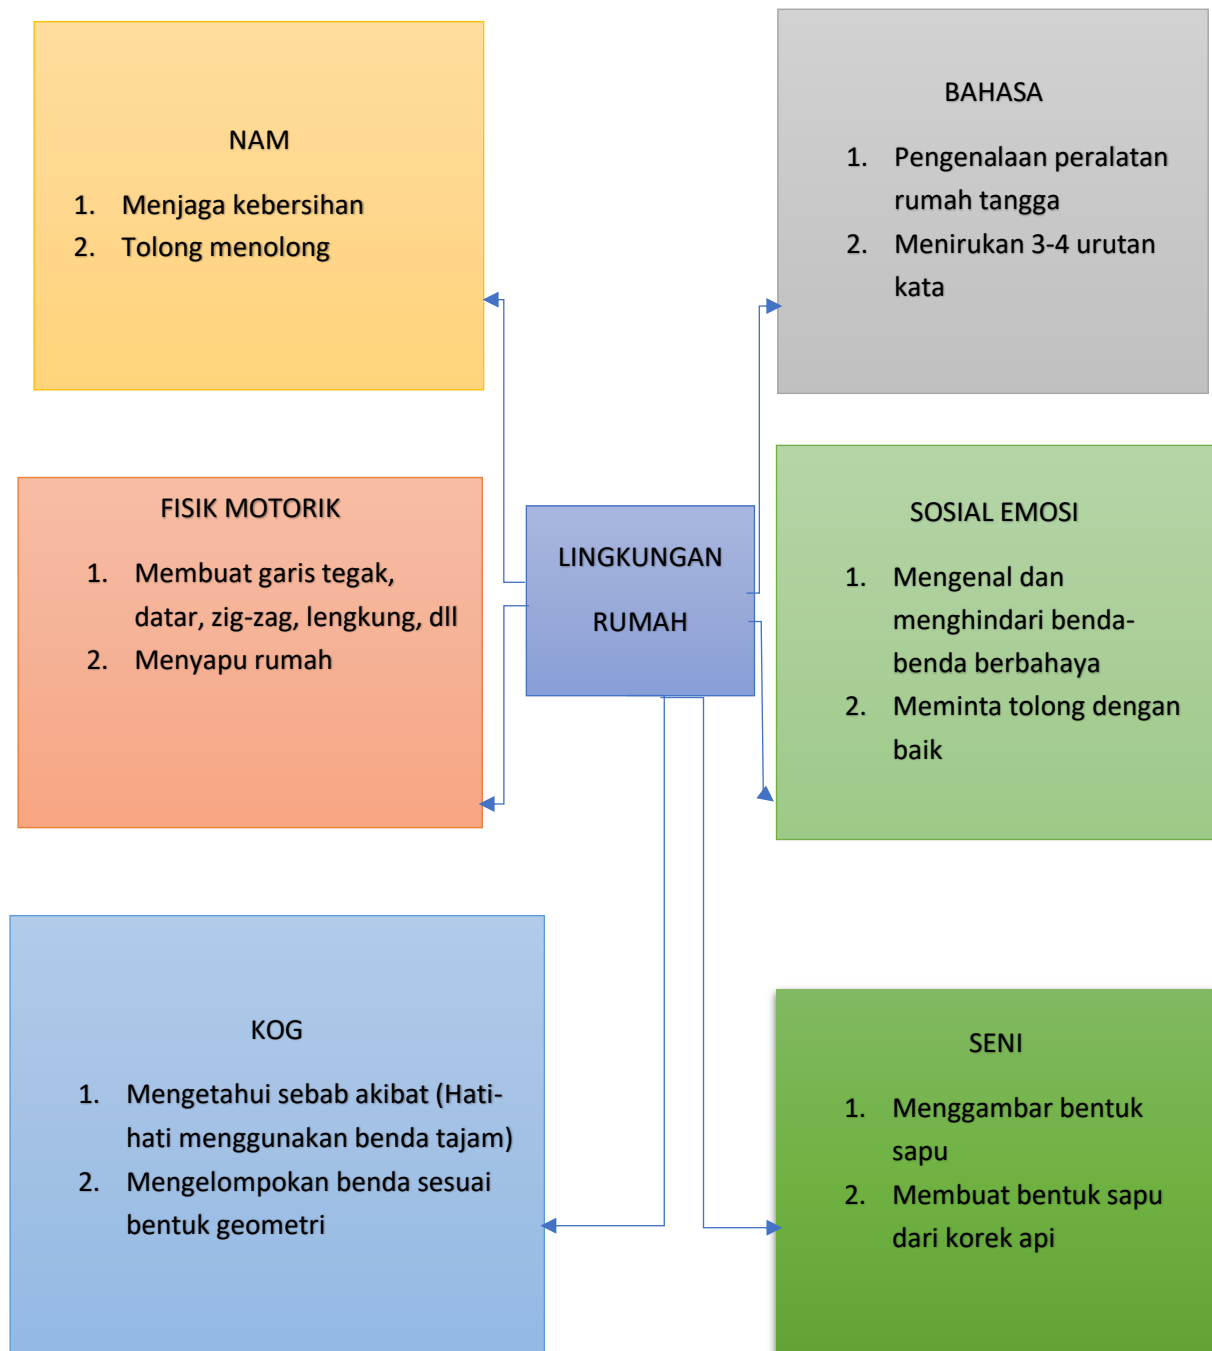 NAM
1. Menjaga kebersihan
2. Tolong menolong
BAHASA
1. Pengenalaan peralatan
rumah tangga
2. Menirukan 3-4 urutan
kata
FISIK MOTORIK
1. Membuat garis tegak,
datar, zig-zag, lengkung, dll
2. Menyapu rumah
LINGKUNGAN
RUMAH
SOSIAL EMOSI
1. Mengenal dan
menghindari benda-
benda berbahaya
2. Meminta tolong dengan
baik
KOG
1. Mengetahui sebab akibat (Hati-
hati menggunakan benda tajam)
2. Mengelompokan benda sesuai
bentuk geometri
SENI
1. Menggambar bentuk
sapu
2. Membuat bentuk sapu
dari korek api